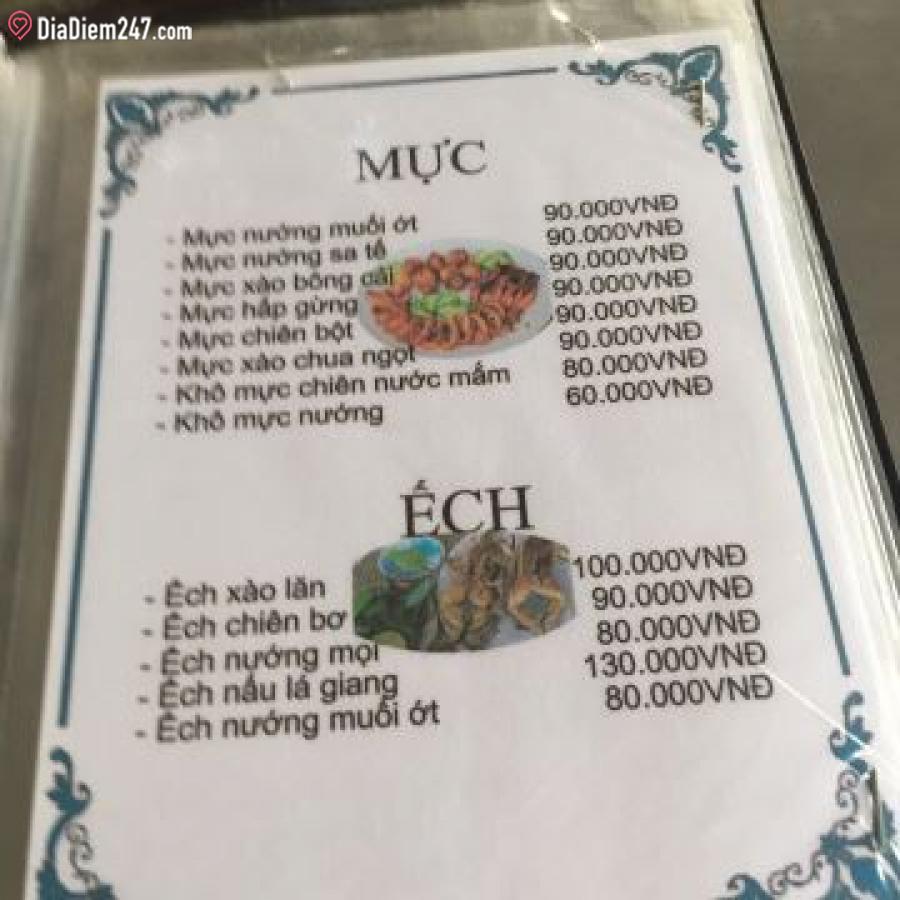 DiaDiem247.com
MỰC
- Mực nướng muối ớt 90.000VNĐ
- Mực nướng sa tế 90.000VNĐ
- Mực xào bông cải 90.000VNĐ
- Mực hấp gừng 90.000VNĐ
- Mực chiên bột 90.000VNĐ
- Mực xào chua ngọt 90.000VNĐ
- Khô mực chiên nước mắm 80.000VNĐ
- Khô mực nướng 60.000VNĐ
ẾCH
- Ếch xào lăn 100.000VNĐ
- Ếch chiên bơ 90.000VNĐ
- Ếch nướng mọi 80.000VNĐ
- Ếch nấu lá giang 130.000VNĐ
- Ếch nướng muối ớt 80.000VNĐ